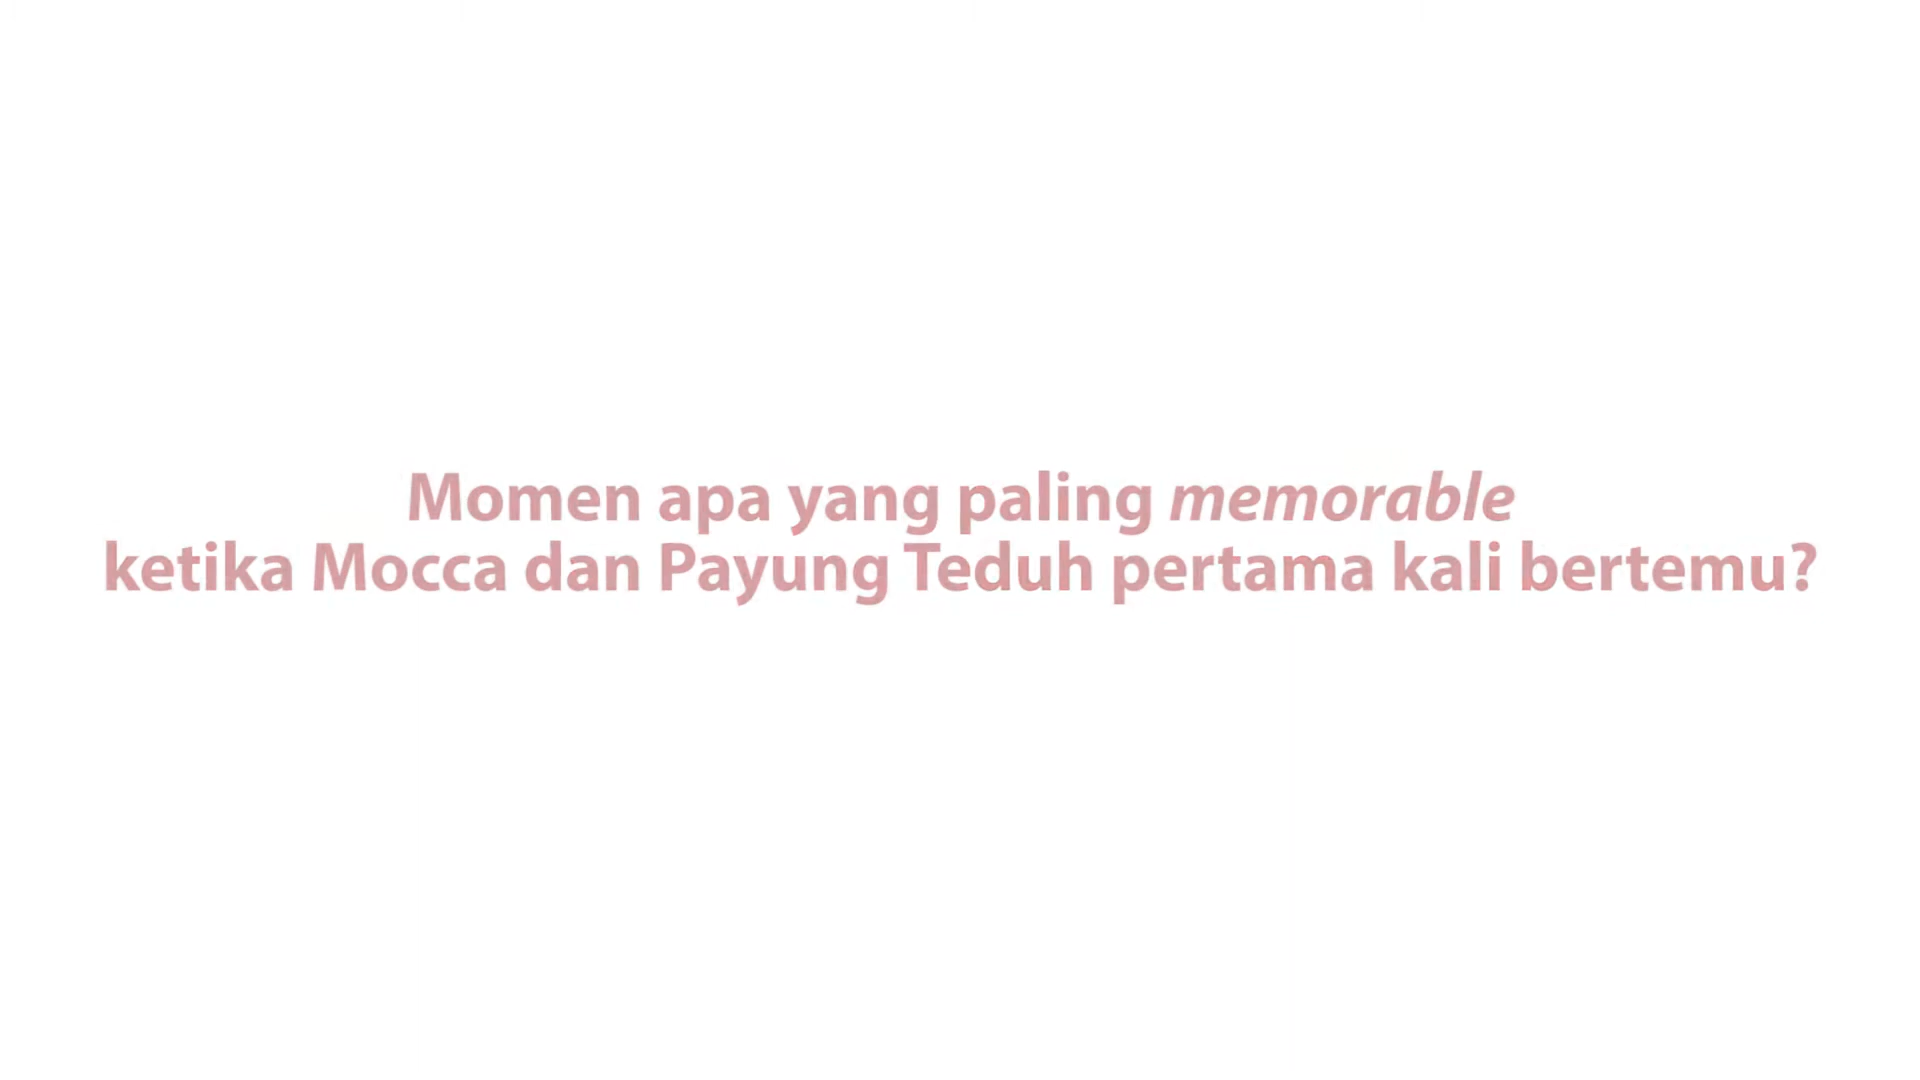 Momen apa yang paling memorable
ketika Mocca dan Payung Teduh pertama kali bertemu?